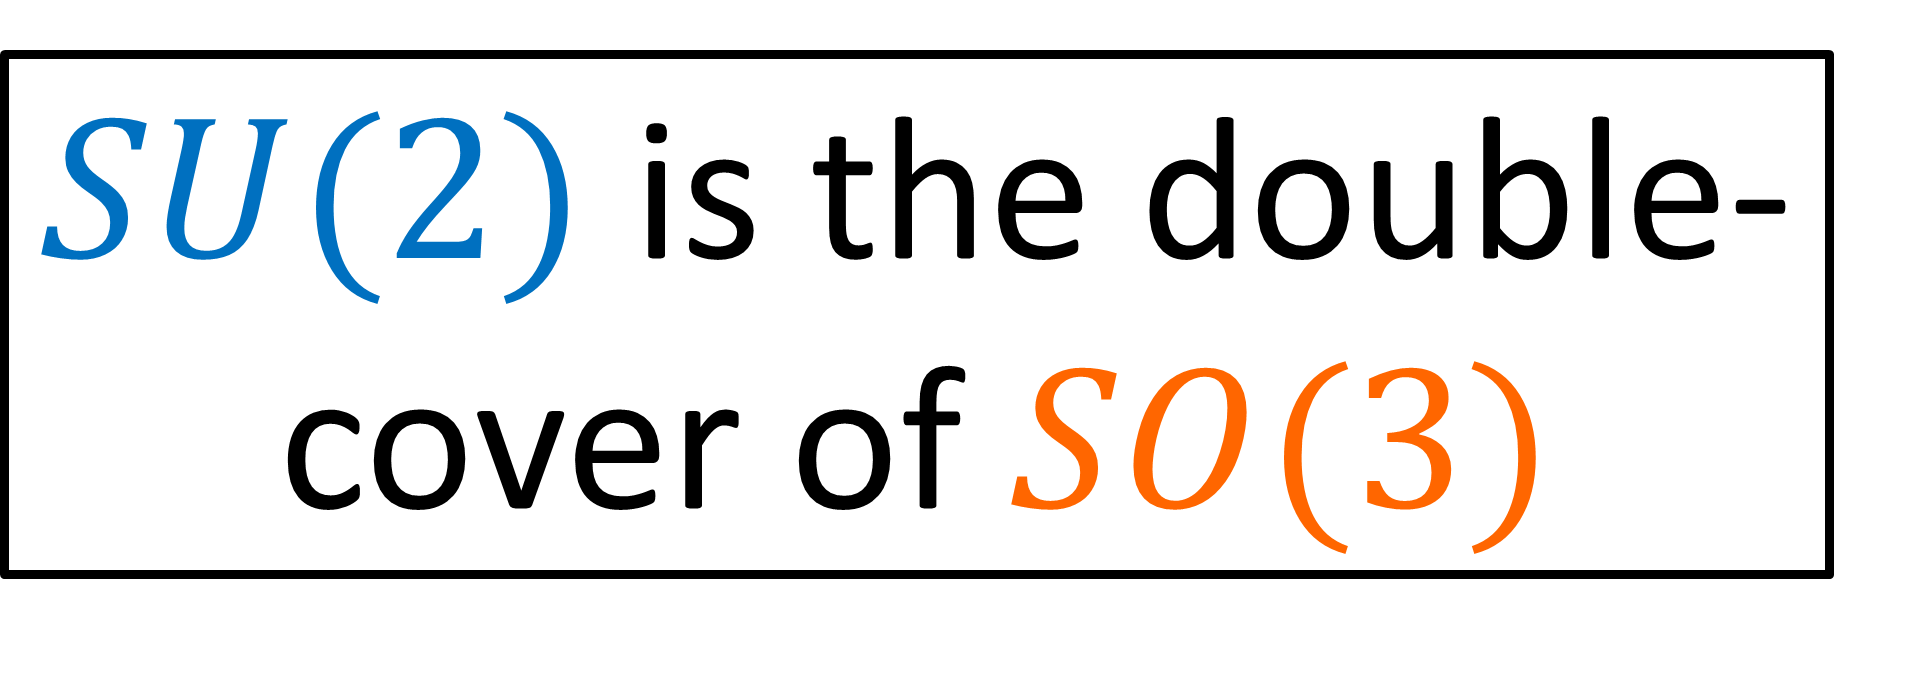 SU(2) is the double-
cover of SO(3)